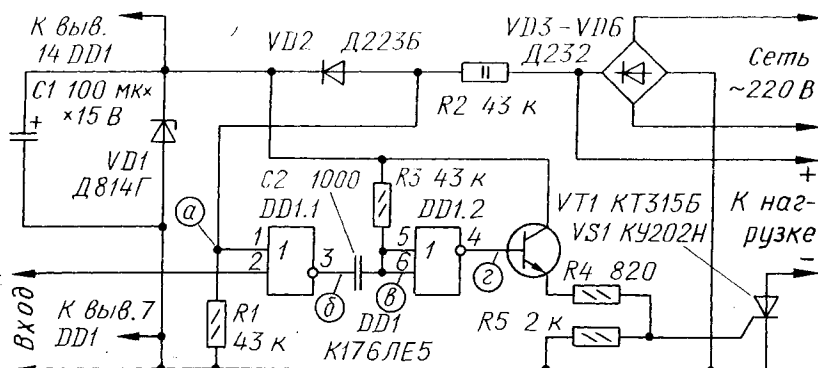 К выв.
14 DD1
VD2 Д223Б
VD3 – VD6
Д232
Сеть
~220 В
C1 100 мк×
×15 В
R2 43 к
VD1
Д814Г
C2 1000
R3 43 к
+
а
DD1.1
DD1.2
VT1 КТ315Б
VS1 КУ202Н
К наг-
рузке
–
1
2
1
3
5
6
1
4
б
в
г
R4 820
Вход
К выв.7
DD1
R1
43 к
DD1
К176ЛЕ5
R5 2 к